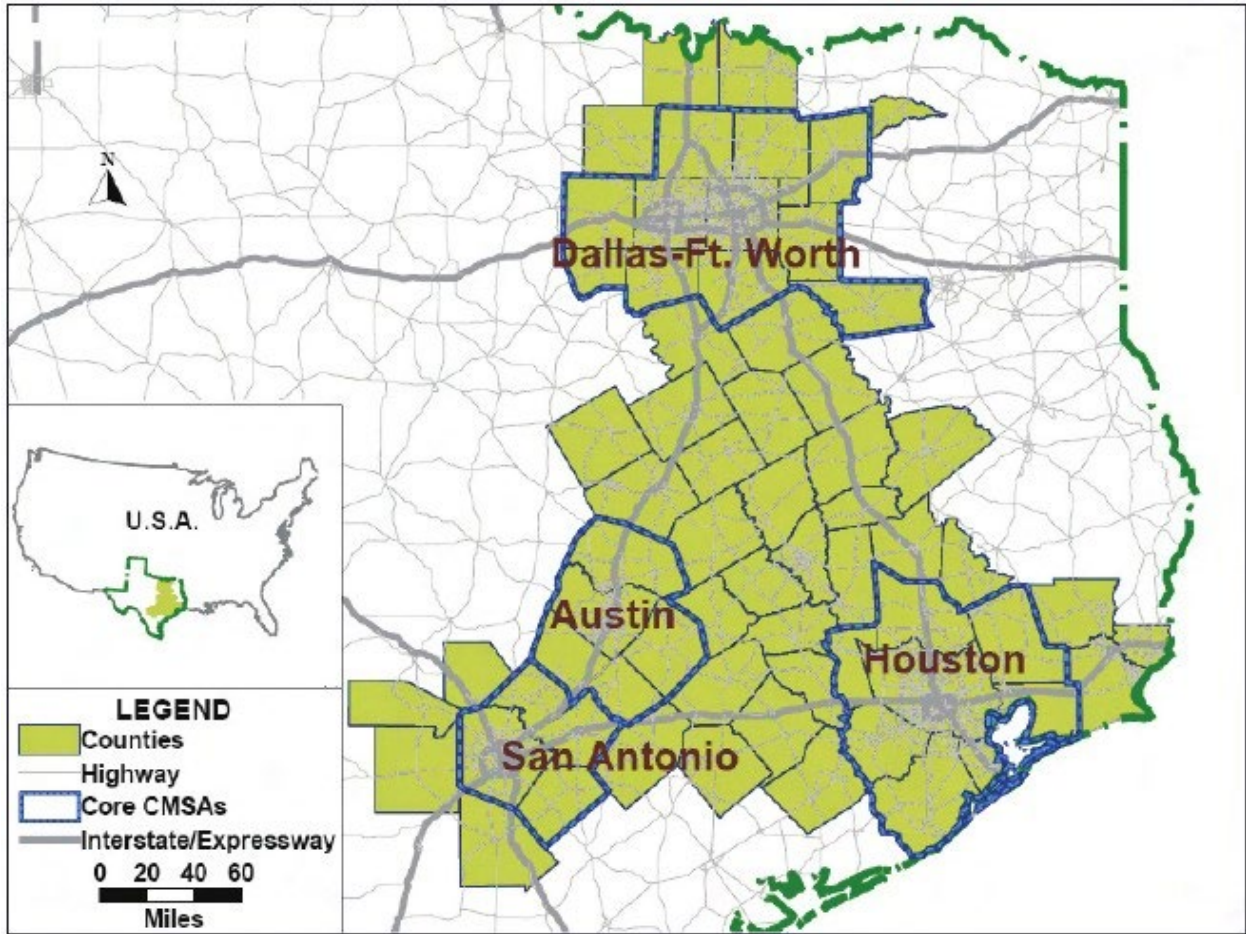 N
Dallas-Ft. Worth
U.S.A.
Austin
Houston
San Antonio
LEGEND
Counties
Highway
Core CMSAs
Interstate/Expressway
0 20 40 60
Miles